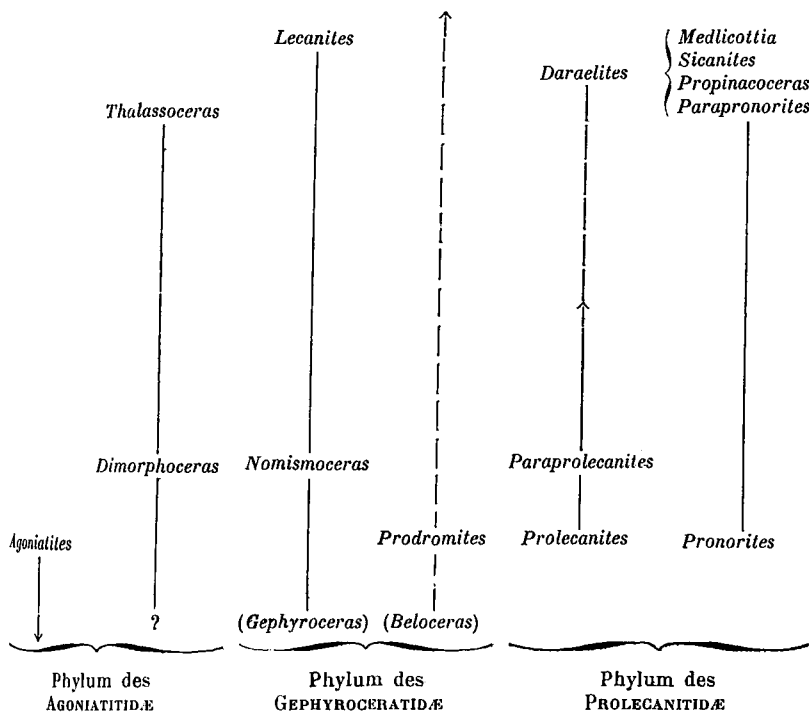 Lecanites
Medlicottia
Sicanites
Daraelites
Propinacoceras
Parapronorites
Thalassoceras
Dimorphoceras
Nomismoceras
Paraprolecanites
Agoniatites
Prodromites
Prolecanites
Pronorites
?
(Gephyroceras)
(Beloceras)
Phylum des
AGONIATITIDÆ
Phylum des
GEPHYROCERATIDÆ
Phylum des
PROLECANITIDÆ